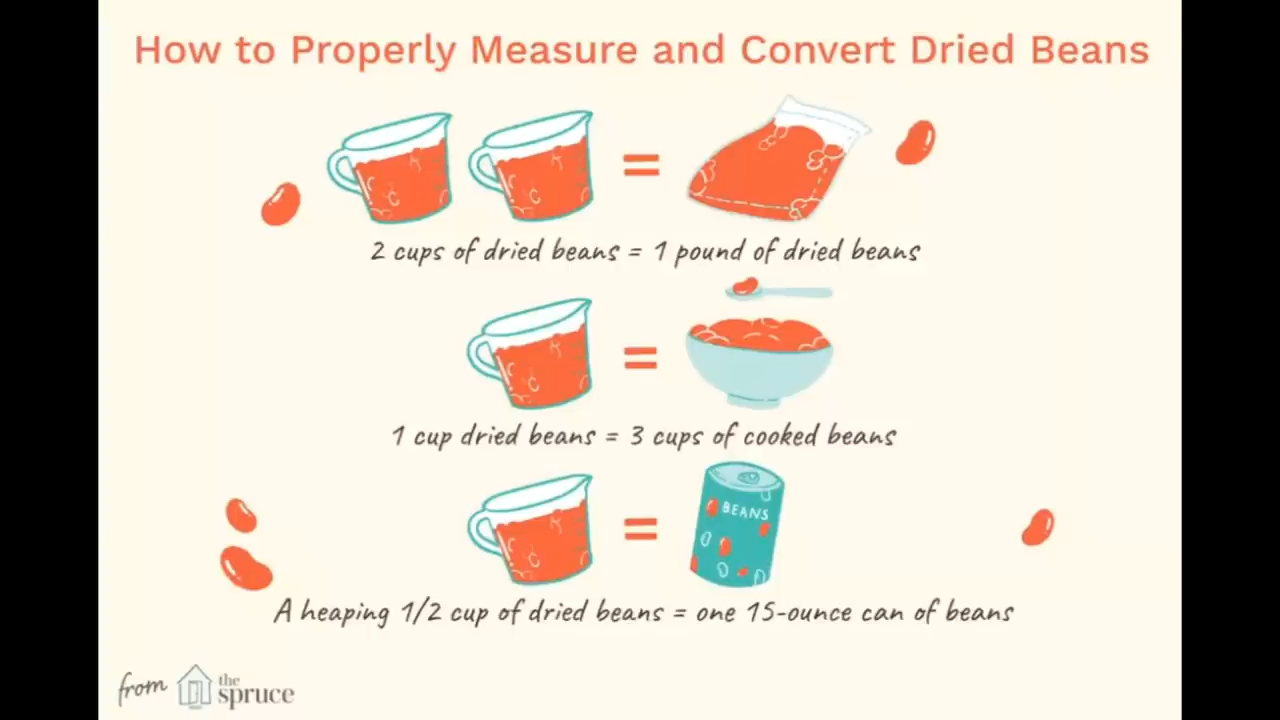 How to Properly Measure and Convert Dried Beans
2 cups of dried beans = 1 pound of dried beans
1 cup dried beans = 3 cups of cooked beans
BEANS
A heaping 1/2 cup of dried beans = one 15-ounce can of beans
from the spruce